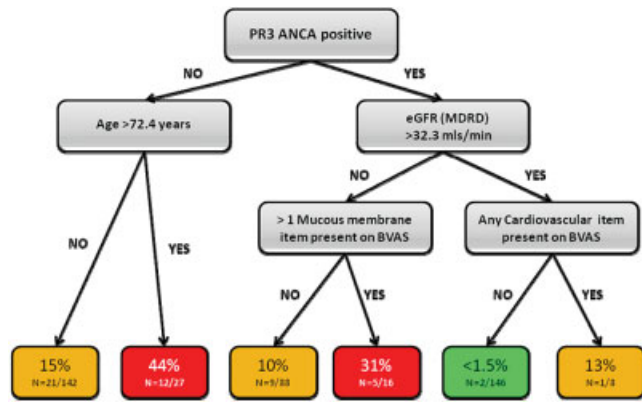 PR3 ANCA positive
NO
YES
Age >72.4 years
eGFR (MDRD)
>32.3 mls/min
NO
YES
NO
YES
> 1 Mucous membrane
item present on BVAS
Any Cardiovascular item
present on BVAS
NO
YES
NO
YES
15%
N=21/142
44%
N=12/27
10%
N=9/88
31%
N=5/16
<1.5%
N=2/146
13%
N=1/8